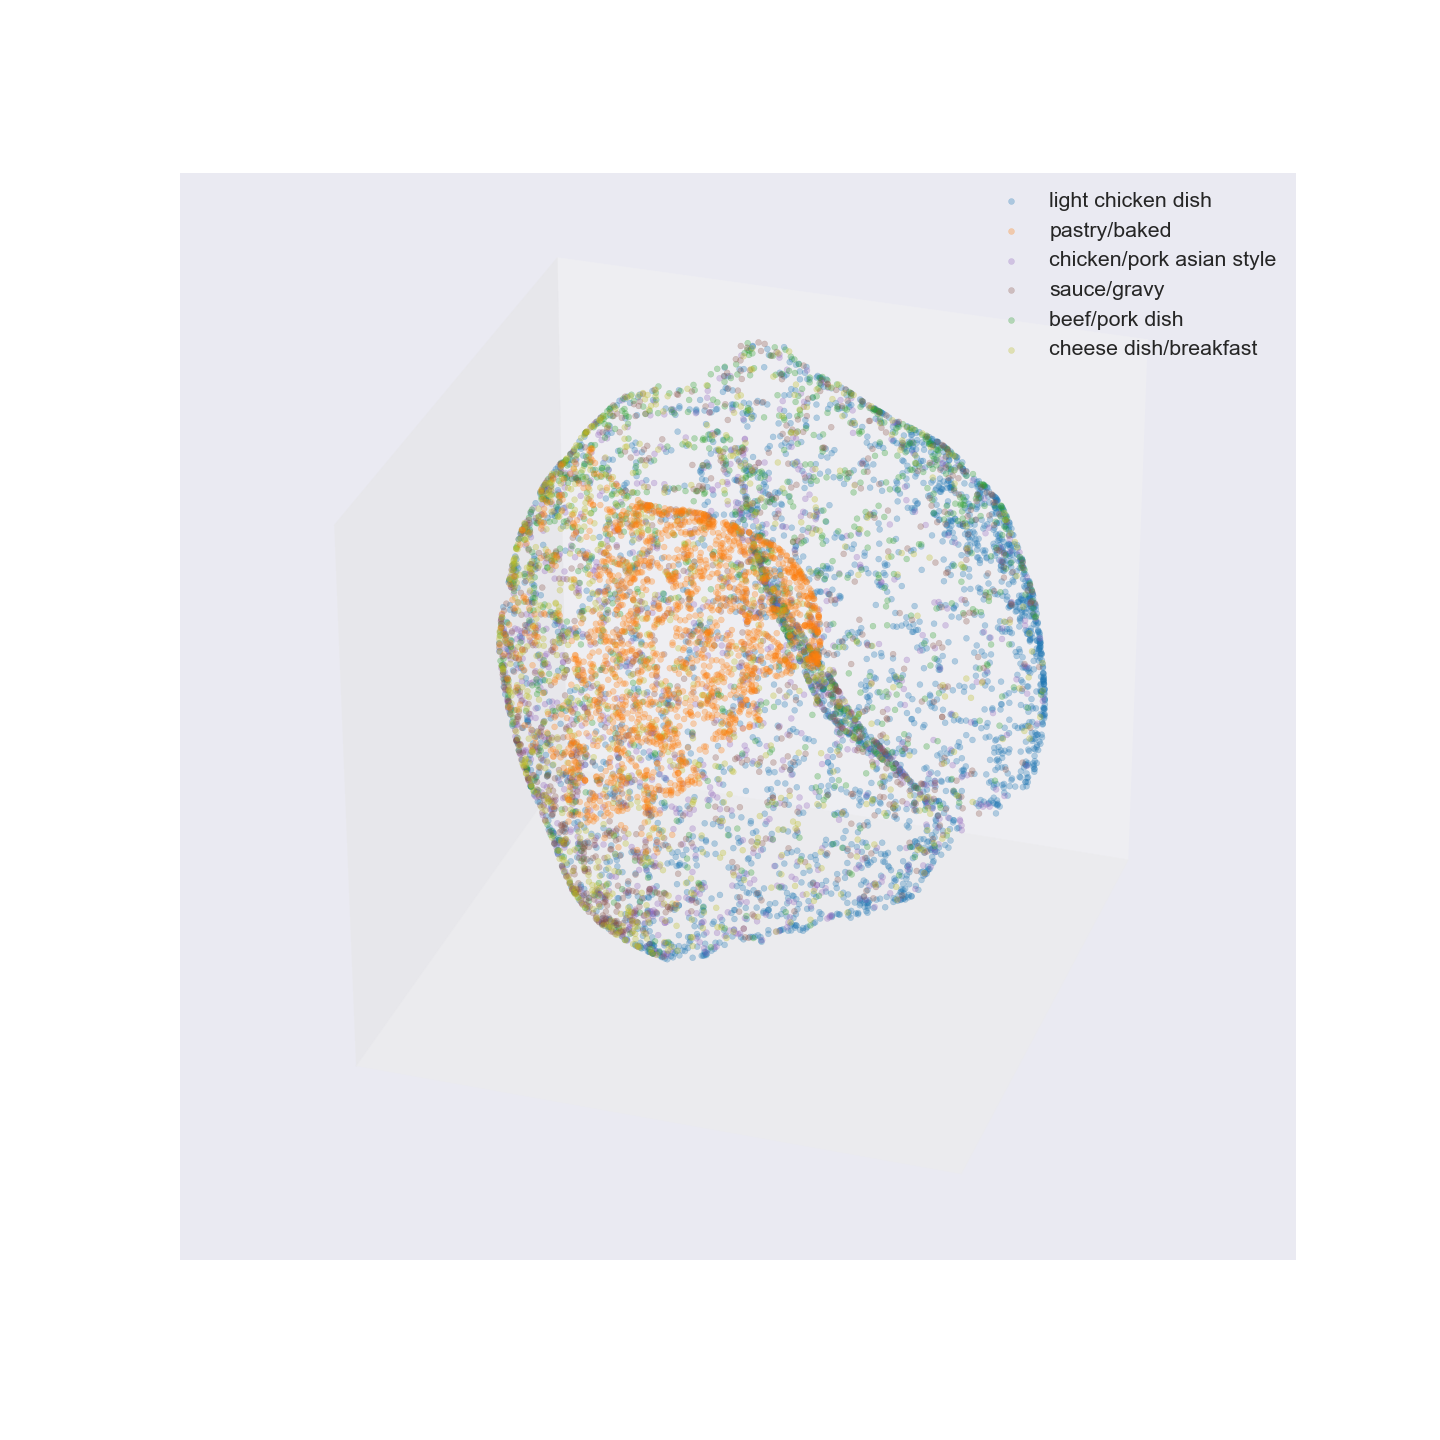 light chicken dish
pastry/baked
chicken/pork asian style
sauce/gravy
beef/pork dish
cheese dish/breakfast